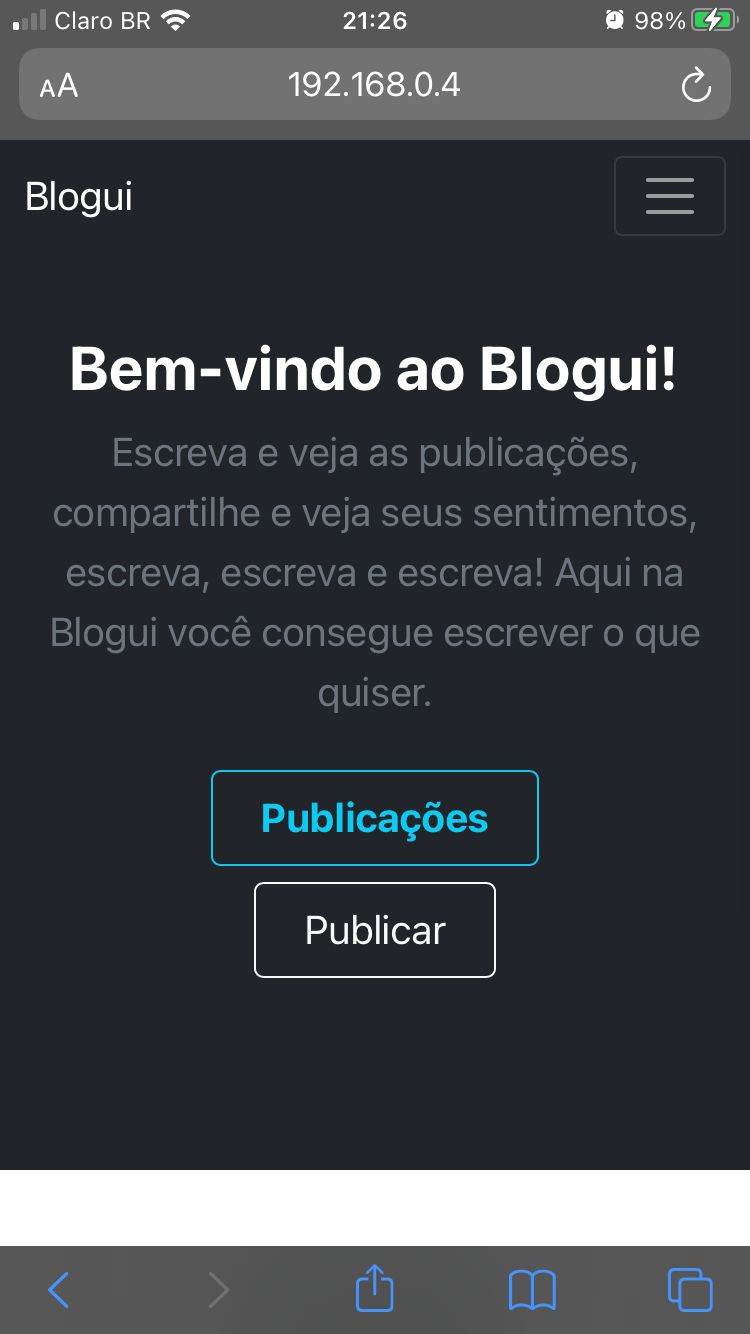 Claro BR 21:26 98%
AA 192.168.0.4
Blogui
Bem-vindo ao Blogui!
Escreva e veja as publicações,
compartilhe e veja seus sentimentos,
escreva, escreva e escreva! Aqui na
Blogui você consegue escrever o que
quiser.
Publicações
Publicar